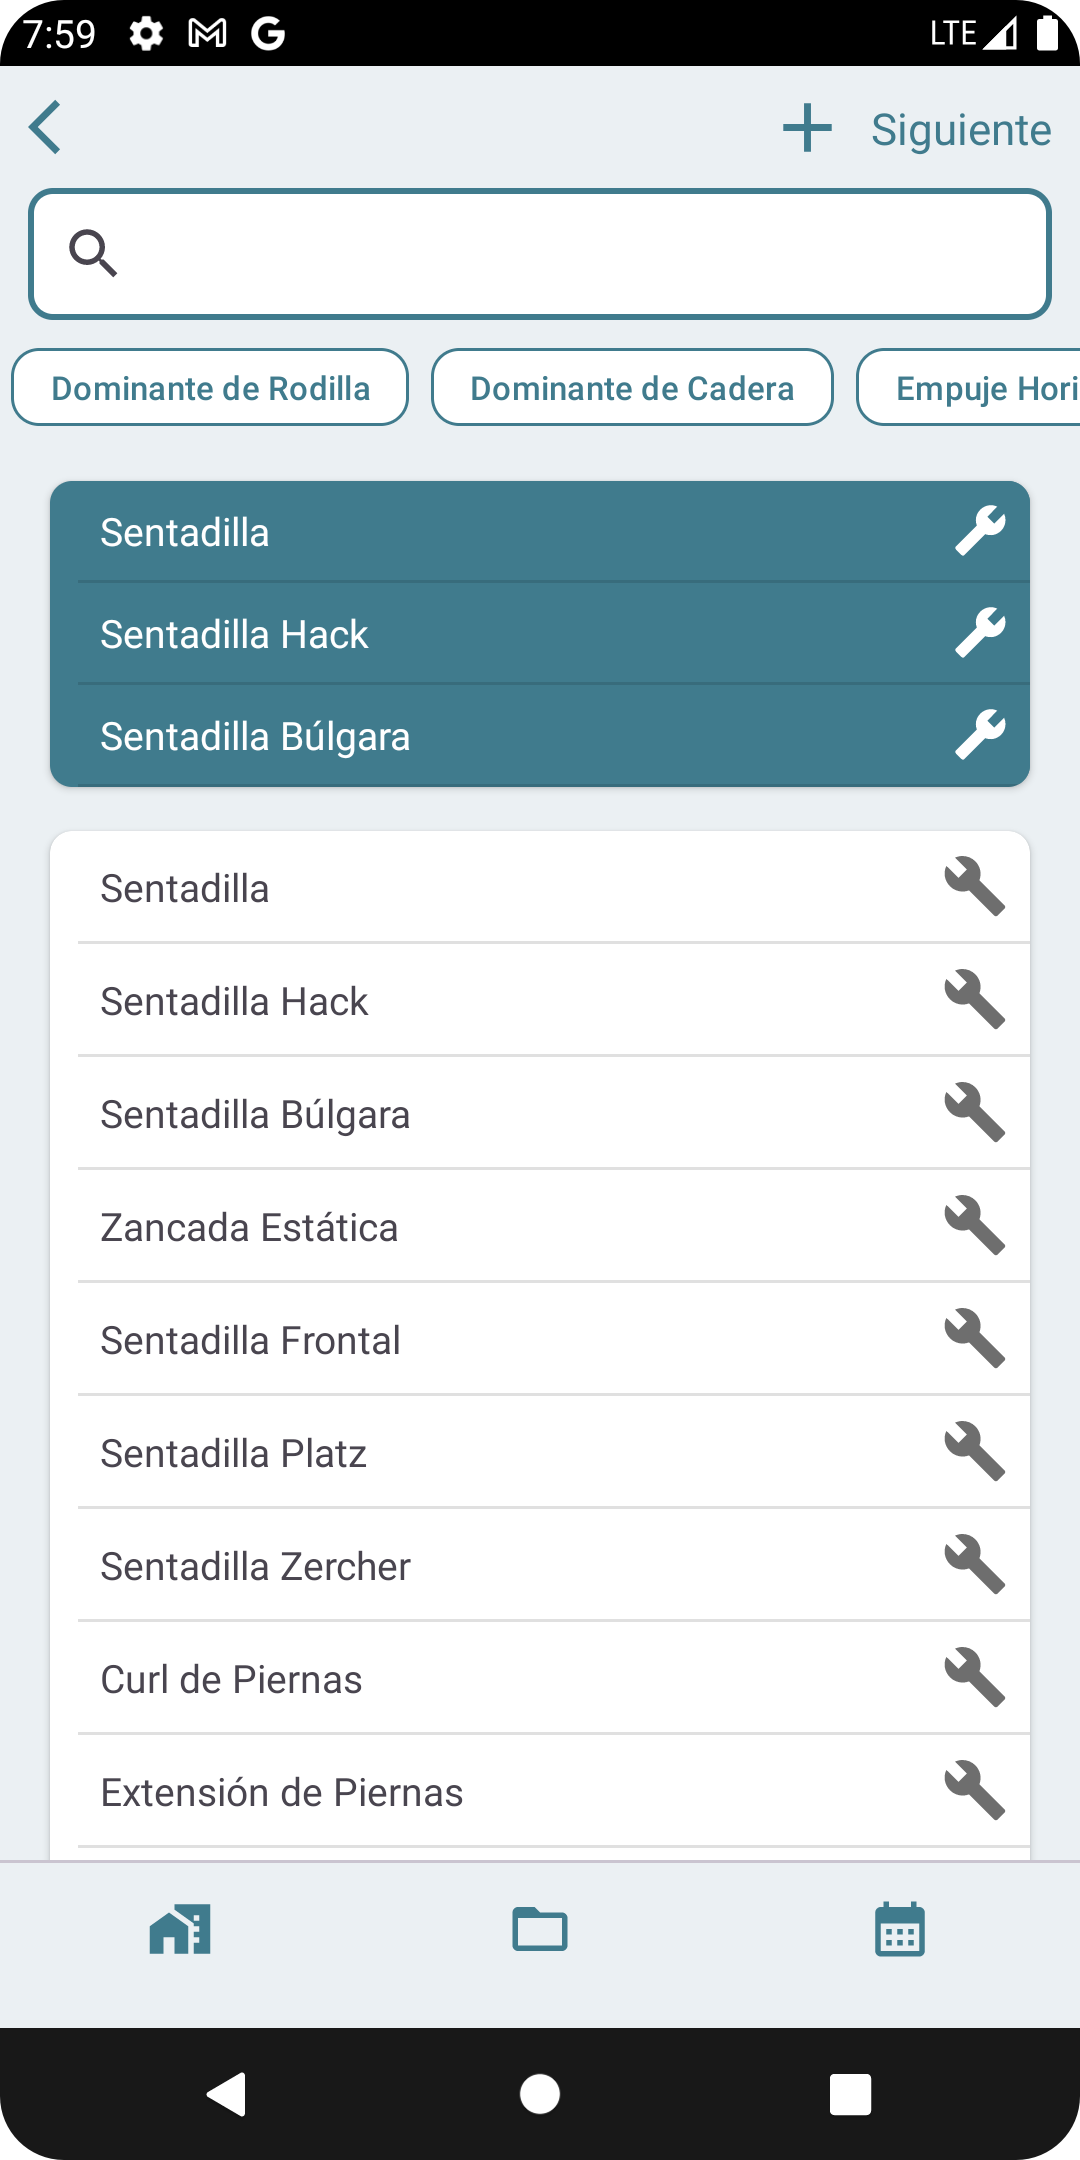 7:59 LTE
Siguiente
Dominante de Rodilla Dominante de Cadera Empuje Hori
Sentadilla
Sentadilla Hack
Sentadilla Búlgara
Sentadilla
Sentadilla Hack
Sentadilla Búlgara
Zancada Estática
Sentadilla Frontal
Sentadilla Platz
Sentadilla Zercher
Curl de Piernas
Extensión de Piernas